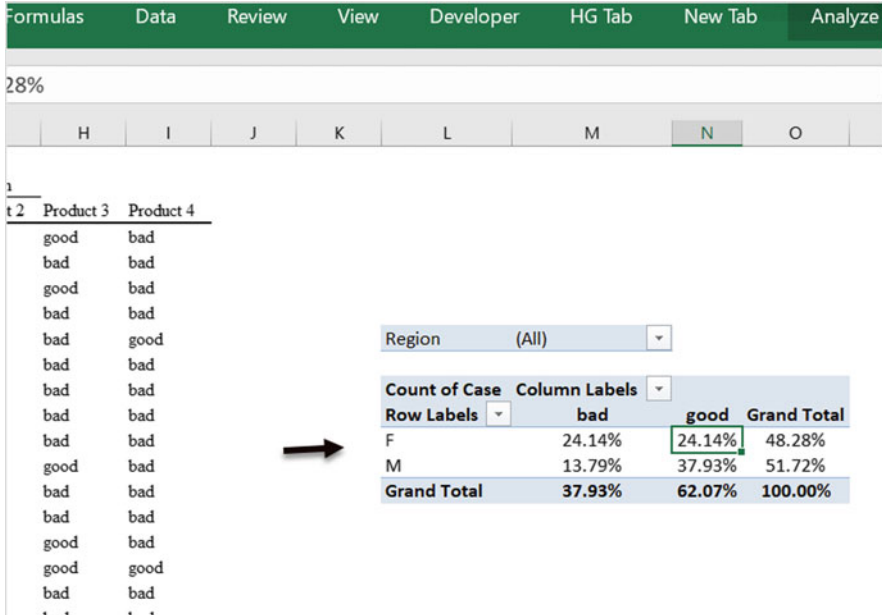 Formulas Data Review View Developer HG Tab New Tab Analyze
28%
H I J K L M N O
t 2 Product 3 Product 4
good bad
bad bad
good bad
bad bad
bad good
Region (All)
bad bad
bad bad
Count of Case Column Labels
bad bad
Row Labels bad good Grand Total
bad bad
F 24.14% 24.14% 48.28%
good bad
M 13.79% 37.93% 51.72%
bad bad
Grand Total 37.93% 62.07% 100.00%
bad bad
good bad
good good
bad bad